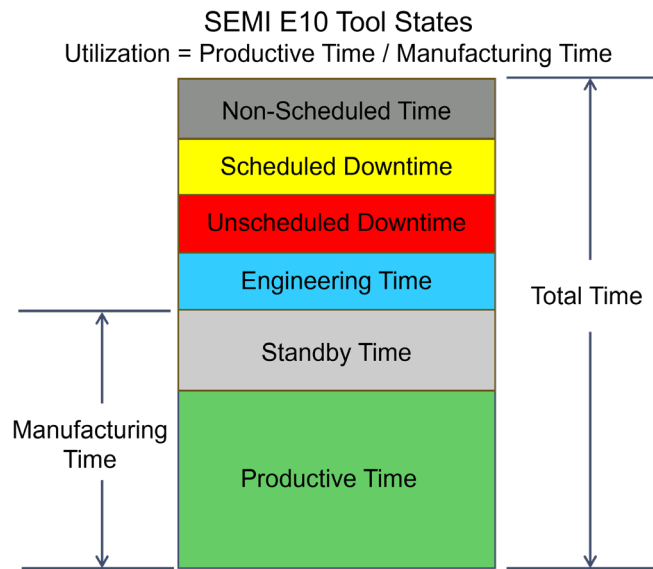 SEMI E10 Tool States
Utilization = Productive Time / Manufacturing Time
Non-Scheduled Time
Scheduled Downtime
Unscheduled Downtime
Engineering Time
Total Time
Standby Time
Manufacturing
Time
Productive Time